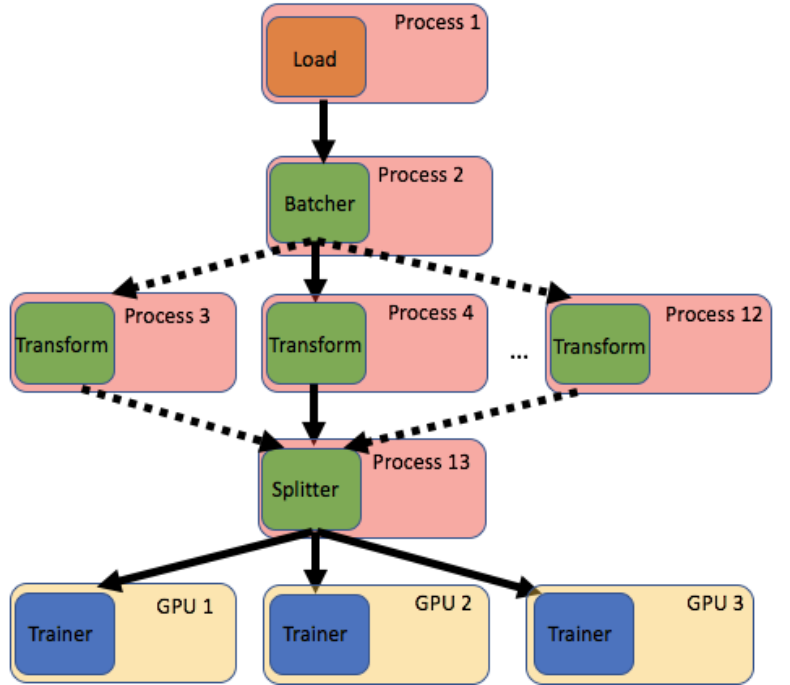 Process 1
Load
Process 2
Batcher
Process 3
Transform
Process 4
Transform
...
Process 12
Transform
Process 13
Splitter
GPU 1
Trainer
GPU 2
Trainer
GPU 3
Trainer